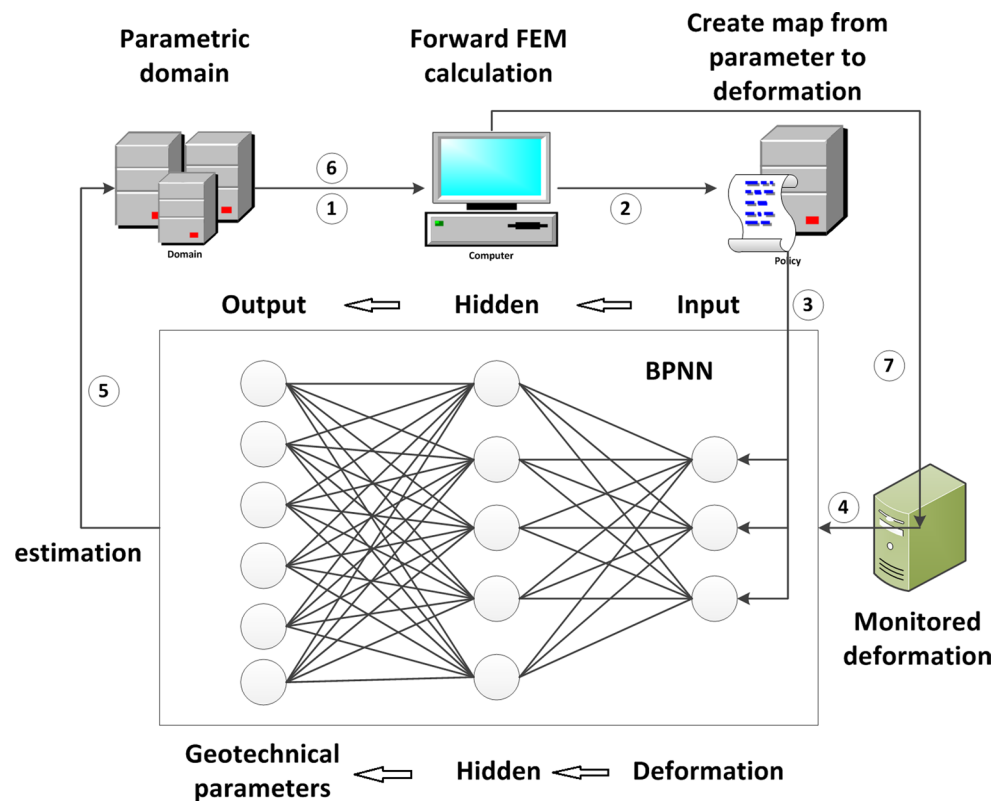 Parametric
domain
Forward FEM
calculation
Create map from
parameter to
deformation
6
1
2
Domain
Computer
Policy
Output
Hidden
Input
3
BPNN
5
7
4
estimation
Monitored
deformation
Geotechnical
parameters
Hidden
Deformation